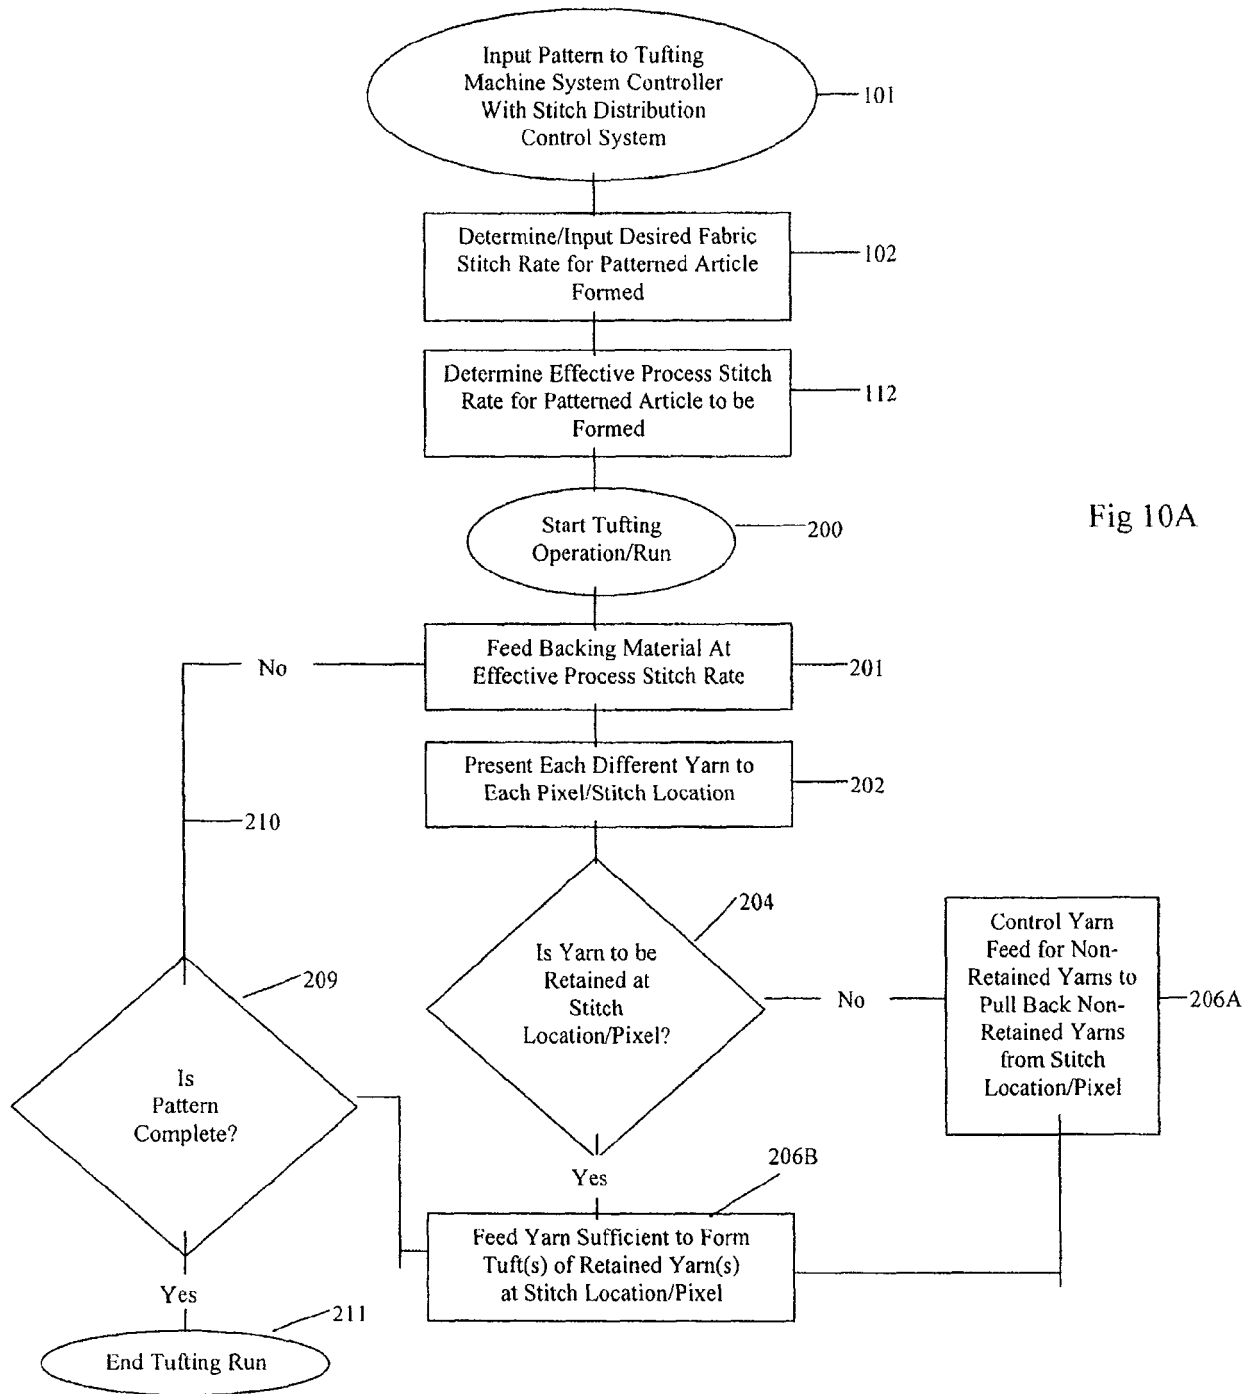 Input Pattern to Tufting
Machine System Controller
With Stitch Distribution
Control System
101
Determine/Input Desired Fabric
Stitch Rate for Patterned Article
Formed
102
Determine Effective Process Stitch
Rate for Patterned Article to be
Formed
112
Start Tufting
Operation/Run
200
Fig 10A
Feed Backing Material At
Effective Process Stitch Rate
201
No
Present Each Different Yarn to
Each Pixel/Stitch Location
202
210
204
Is Yarn to be
Retained at
Stitch
Location/Pixel?
No
Control Yarn
Feed for Non-
Retained Yarns to
Pull Back Non-
Retained Yarns
from Stitch
Location/Pixel
206A
209
Is
Pattern
Complete?
Yes
206B
Feed Yarn Sufficient to Form
Tuft(s) of Retained Yarn(s)
at Stitch Location/Pixel
Yes
211
End Tufting Run